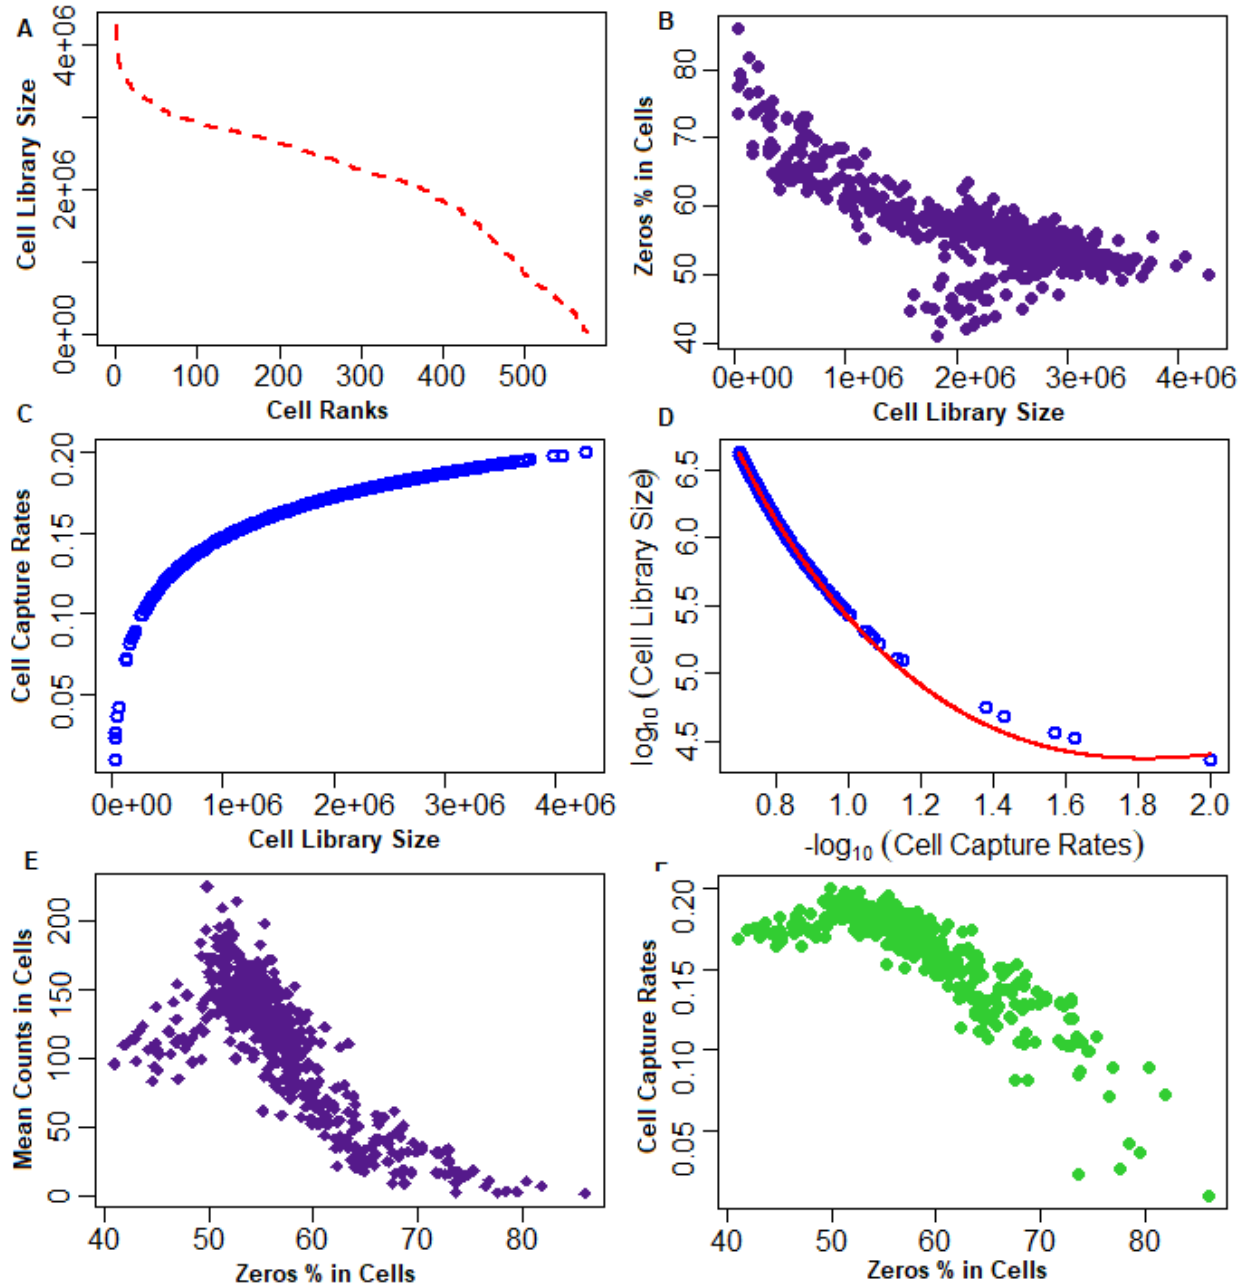 A
Cell Library Size
0e+00
2e+06
4e+06
0
100
200
300
400
500
Cell Ranks
B
Zeros % in Cells
40
50
60
70
80
0e+00
1e+06
2e+06
3e+06
4e+06
Cell Library Size
C
Cell Capture Rates
0.05
0.10
0.15
0.20
0e+00
1e+06
2e+06
3e+06
4e+06
Cell Library Size
D
log10 (Cell Library Size)
4.5
5.0
5.5
6.0
6.5
0.8
1.0
1.2
1.4
1.6
1.8
2.0
-log10 (Cell Capture Rates)
E
Mean Counts in Cells
0
50
100
150
200
40
50
60
70
80
Zeros % in Cells
Cell Capture Rates
0.05
0.10
0.15
0.20
40
50
60
70
80
Zeros % in Cells